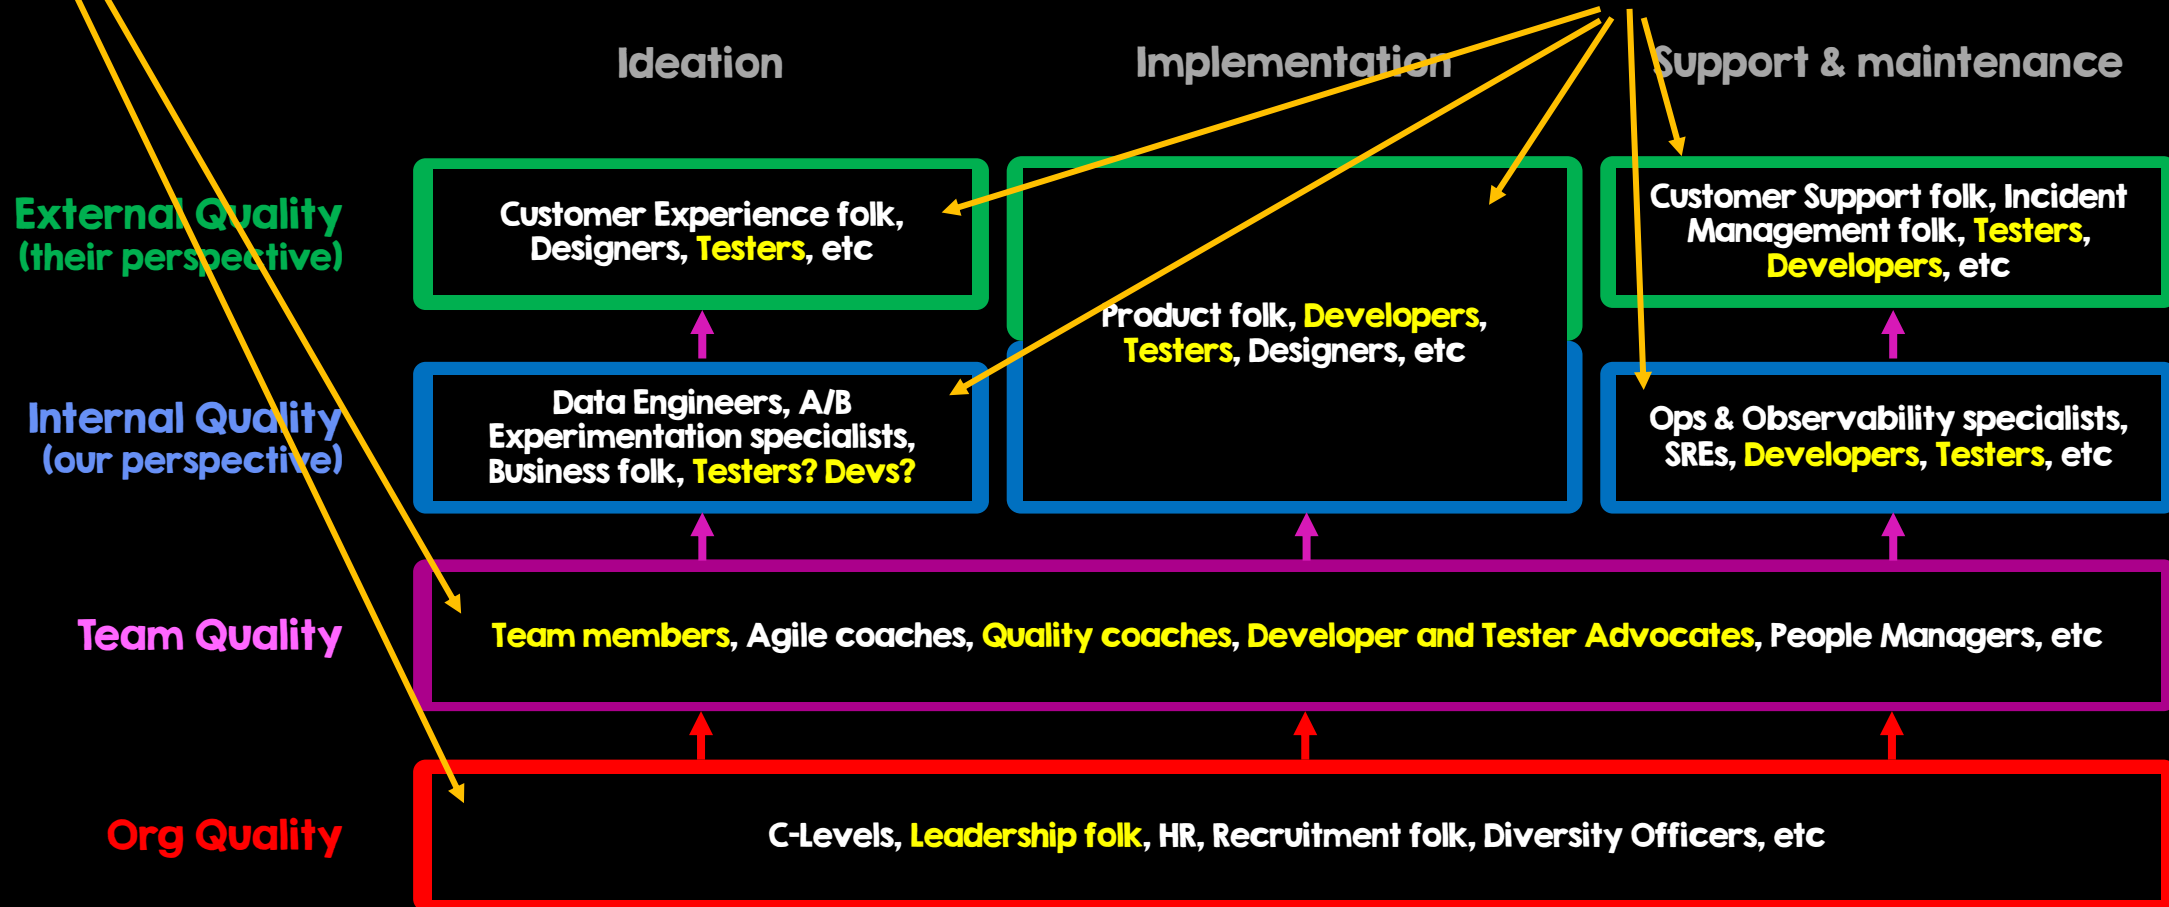 Ideation
Implementation
Support & maintenance
External Quality
(their perspective)
Customer Experience folk,
Designers, Testers, etc
Product folk, Developers,
Testers, Designers, etc
Customer Support folk, Incident
Management folk, Testers,
Developers, etc
Internal Quality
(our perspective)
Data Engineers, A/B
Experimentation specialists,
Business folk, Testers? Devs?
Ops & Observability specialists,
SREs, Developers, Testers, etc
Team Quality
Team members, Agile coaches, Quality coaches, Developer and Tester Advocates, People Managers, etc
Org Quality
C-Levels, Leadership folk, HR, Recruitment folk, Diversity Officers, etc